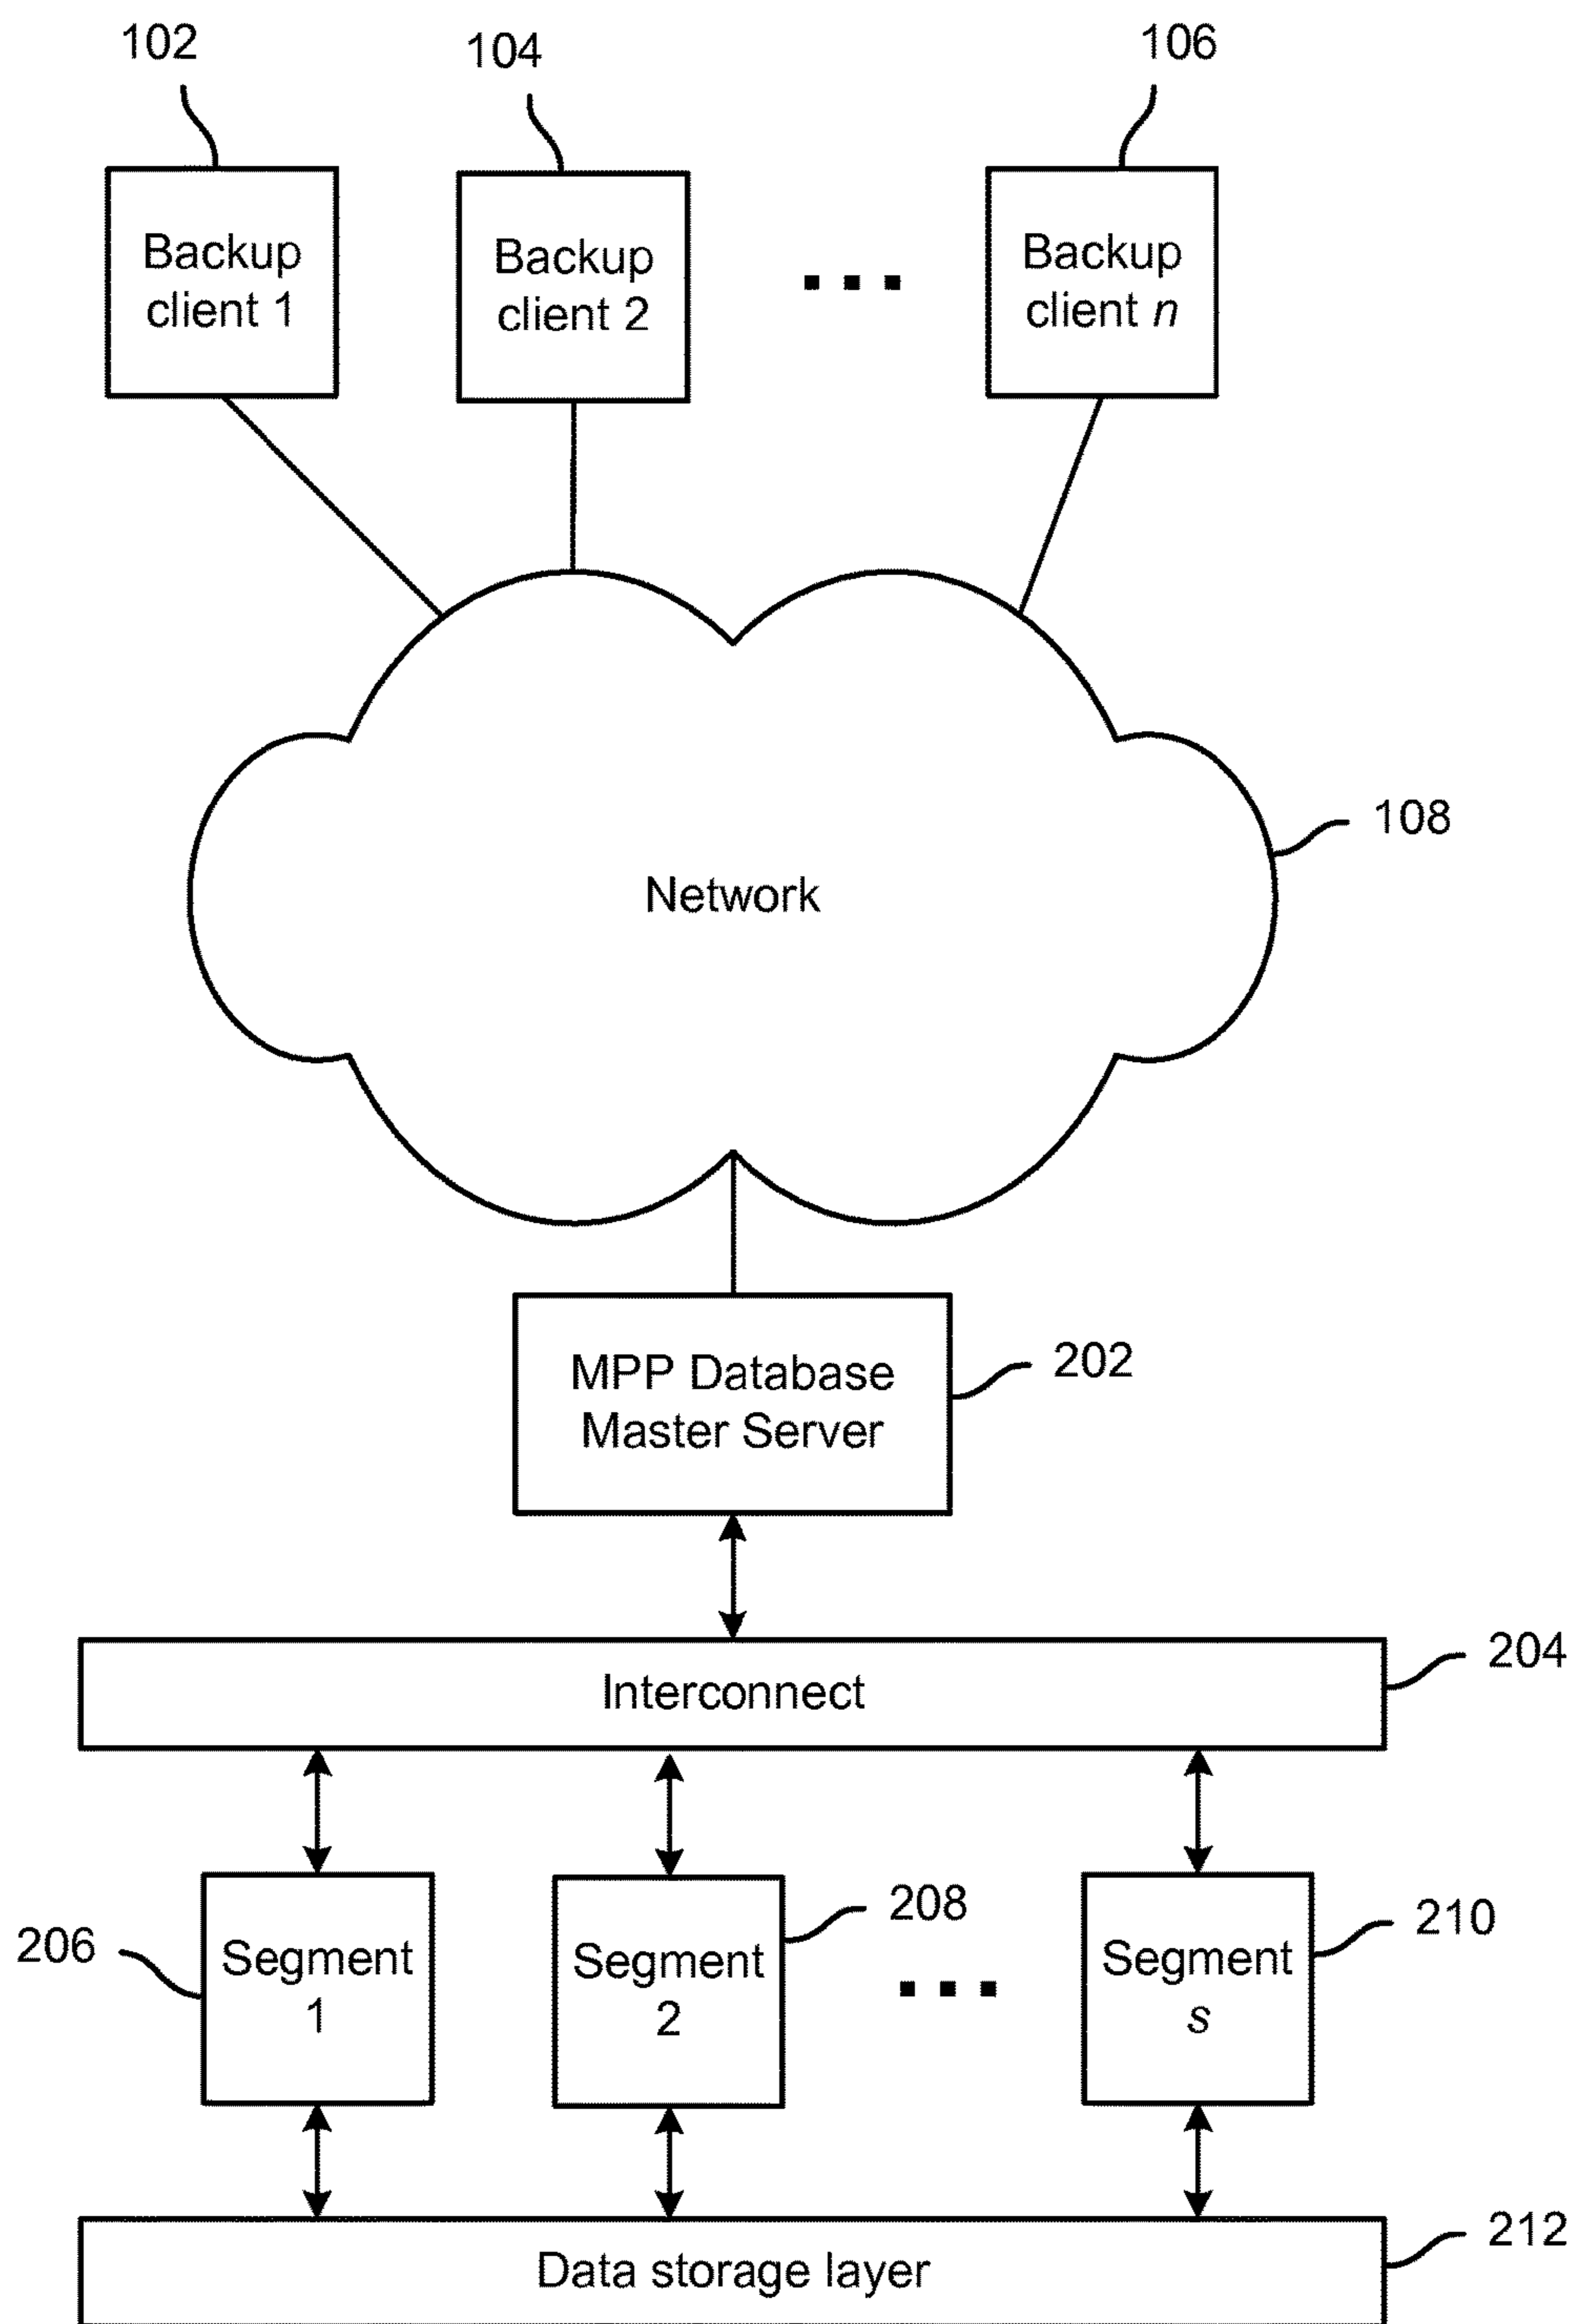 102
104
106
Backup
client 1
Backup
client 2
Backup
client n
108
Network
MPP Database
Master Server
202
204
Interconnect
206
Segment
1
208
Segment
2
210
Segment
s
212
Data storage layer